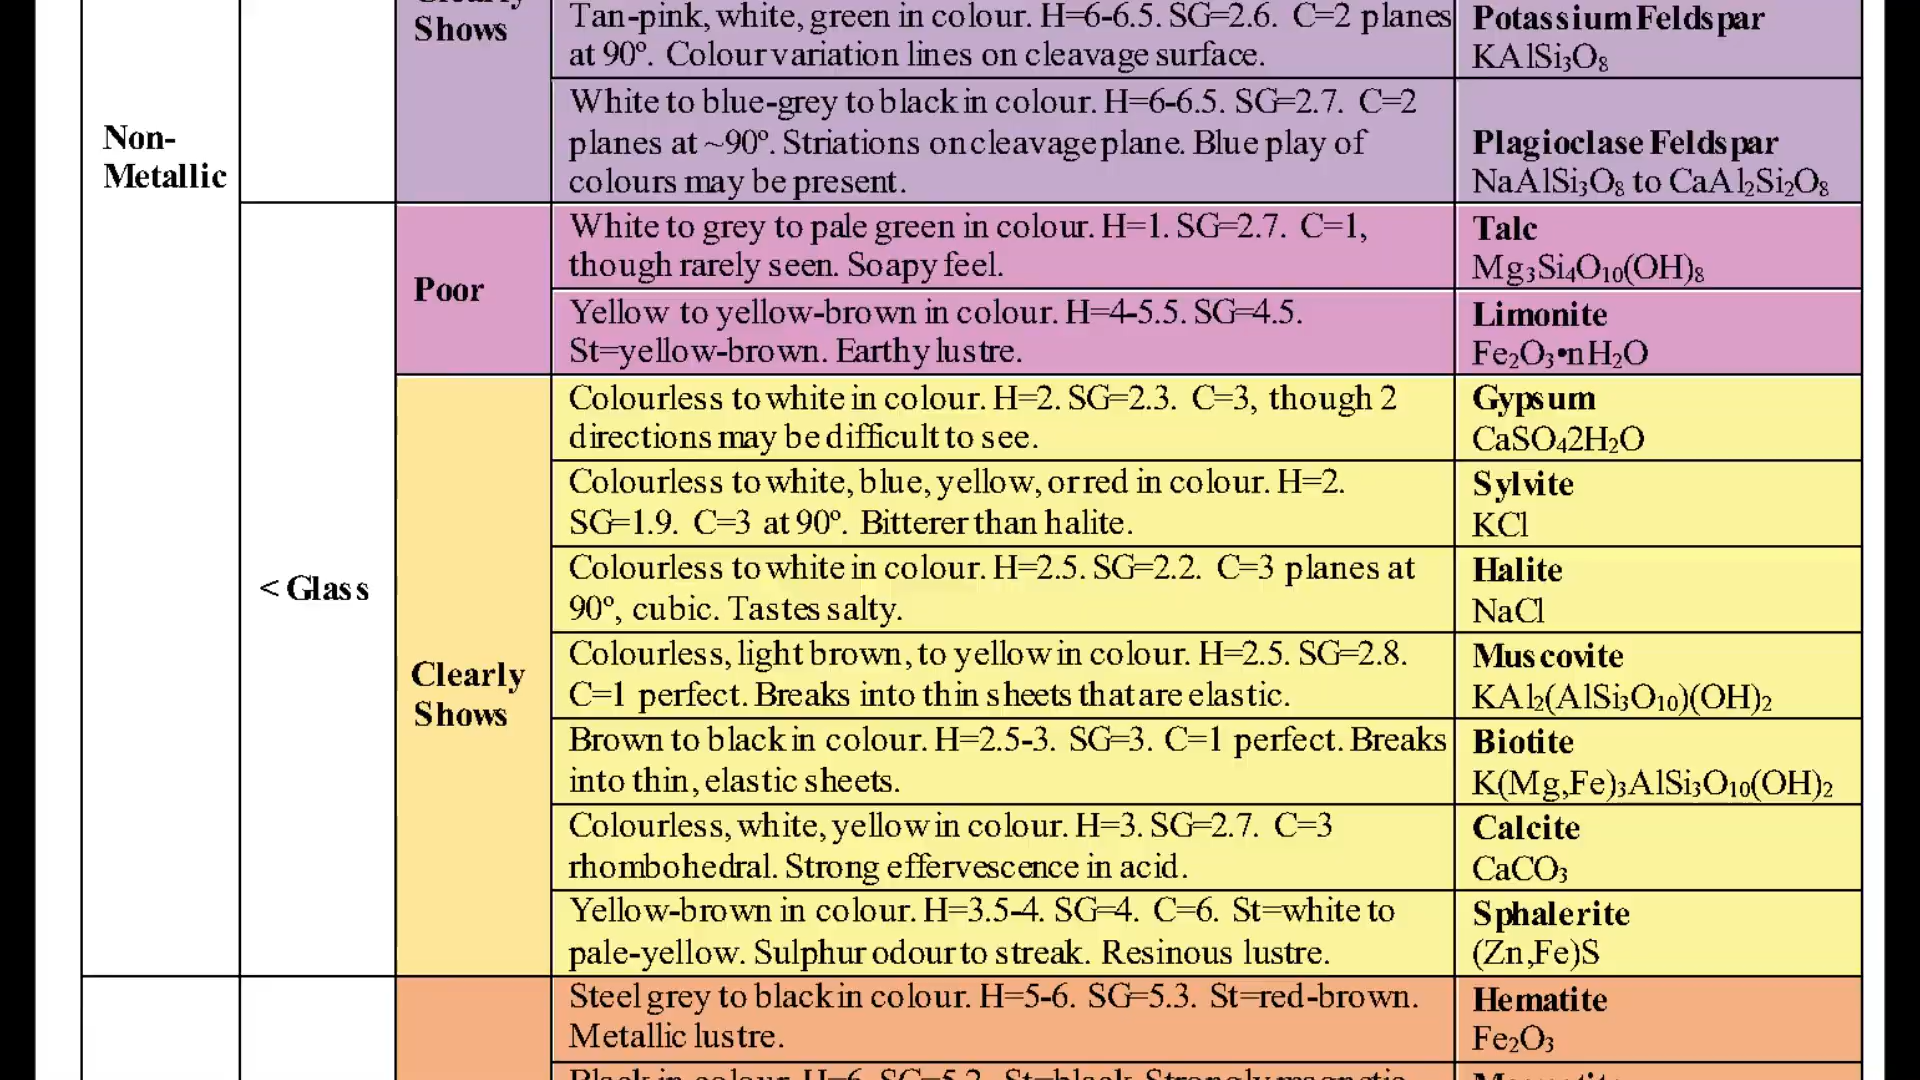 Shows
Tan-pink, white, green in colour. H=6-6.5. SG=2.6. C=2 planes
at 90º. Colour variation lines on cleavage surface.
Potassium Feldspar
KAlSi₃O₈
Non-
Metallic
White to blue-grey to black in colour. H=6-6.5. SG=2.7. C=2
planes at ~90º. Striations on cleavage plane. Blue play of
colours may be present.
Plagioclase Feldspar
NaAlSi₃O₈ to CaAl₂Si₂O₈
< Glass
Poor
White to grey to pale green in colour. H=1. SG=2.7. C=1,
though rarely seen. Soapy feel.
Talc
Mg₃Si₄O₁₀(OH)₈
Yellow to yellow-brown in colour. H=4-5.5. SG=4.5.
St=yellow-brown. Earthy lustre.
Limonite
Fe₂O₃•nH₂O
Clearly
Shows
Colourless to white in colour. H=2. SG=2.3. C=3, though 2
directions may be difficult to see.
Gypsum
CaSO₄2H₂O
Colourless to white, blue, yellow, or red in colour. H=2.
SG=1.9. C=3 at 90º. Bitterer than halite.
Sylvite
KCl
Colourless to white in colour. H=2.5. SG=2.2. C=3 planes at
90º, cubic. Tastes salty.
Halite
NaCl
Colourless, light brown, to yellow in colour. H=2.5. SG=2.8.
C=1 perfect. Breaks into thin sheets that are elastic.
Muscovite
KAl₂(AlSi₃O₁₀)(OH)₂
Brown to black in colour. H=2.5-3. SG=3. C=1 perfect. Breaks
into thin, elastic sheets.
Biotite
K(Mg,Fe)₃AlSi₃O₁₀(OH)₂
Colourless, white, yellow in colour. H=3. SG=2.7. C=3
rhombohedral. Strong effervescence in acid.
Calcite
CaCO₃
Yellow-brown in colour. H=3.5-4. SG=4. C=6. St=white to
pale-yellow. Sulphur odour to streak. Resinous lustre.
Sphalerite
(Zn,Fe)S
Steel grey to black in colour. H=5-6. SG=5.3. St=red-brown.
Metallic lustre.
Hematite
Fe₂O₃